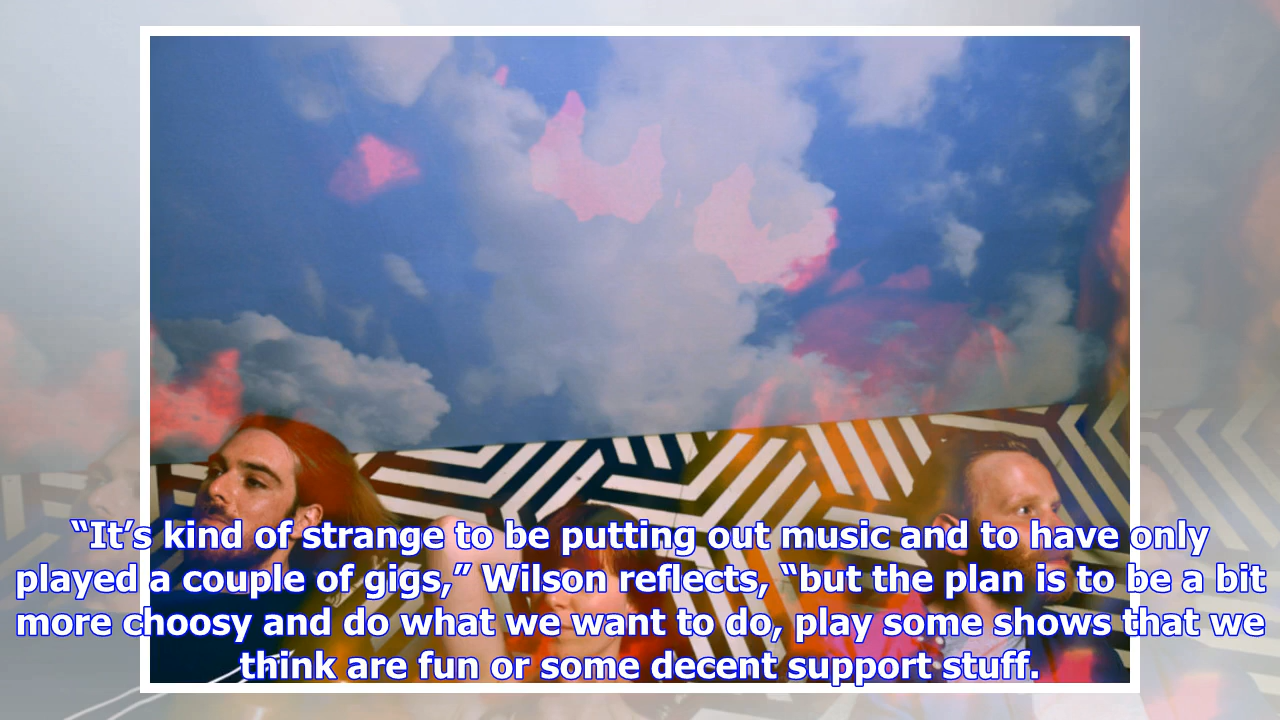 “It’s kind of strange to be putting out music and to have only
played a couple of gigs,” Wilson reflects, “but the plan is to be a bit
more choosy and do what we want to do, play some shows that we
think are fun or some decent support stuff.